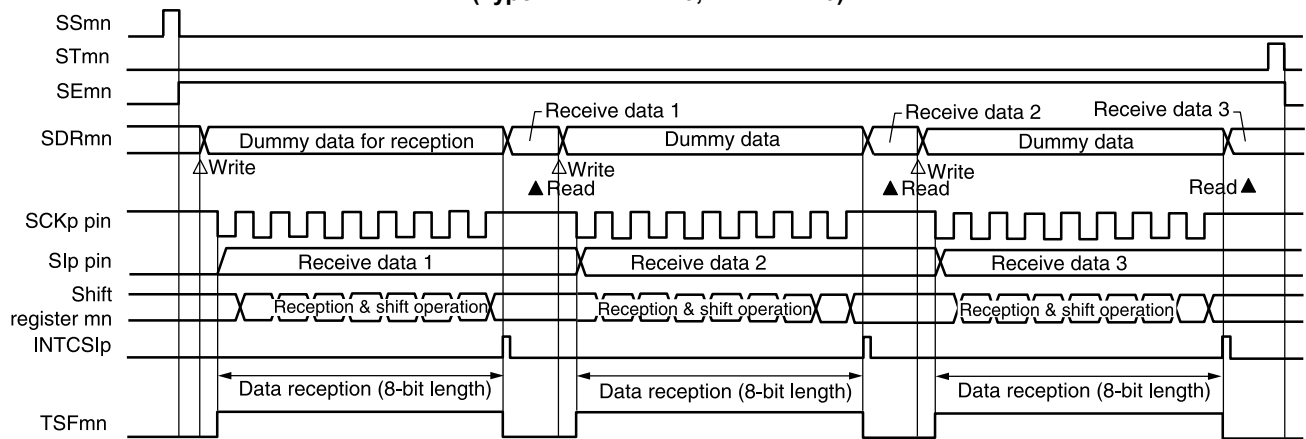 SSmn
STmn
SEmn
Receive data 1
Receive data 2
Receive data 3
SDRmn
Dummy data for reception
Dummy data
Dummy data
Write
Write
Write
Read
Read
Read
SCKp pin
SIp pin
Receive data 1
Receive data 2
Receive data 3
Shift
register mn
Reception & shift operation
Reception & shift operation
Reception & shift operation
INTCSIp
Data reception (8-bit length)
Data reception (8-bit length)
Data reception (8-bit length)
TSFmn